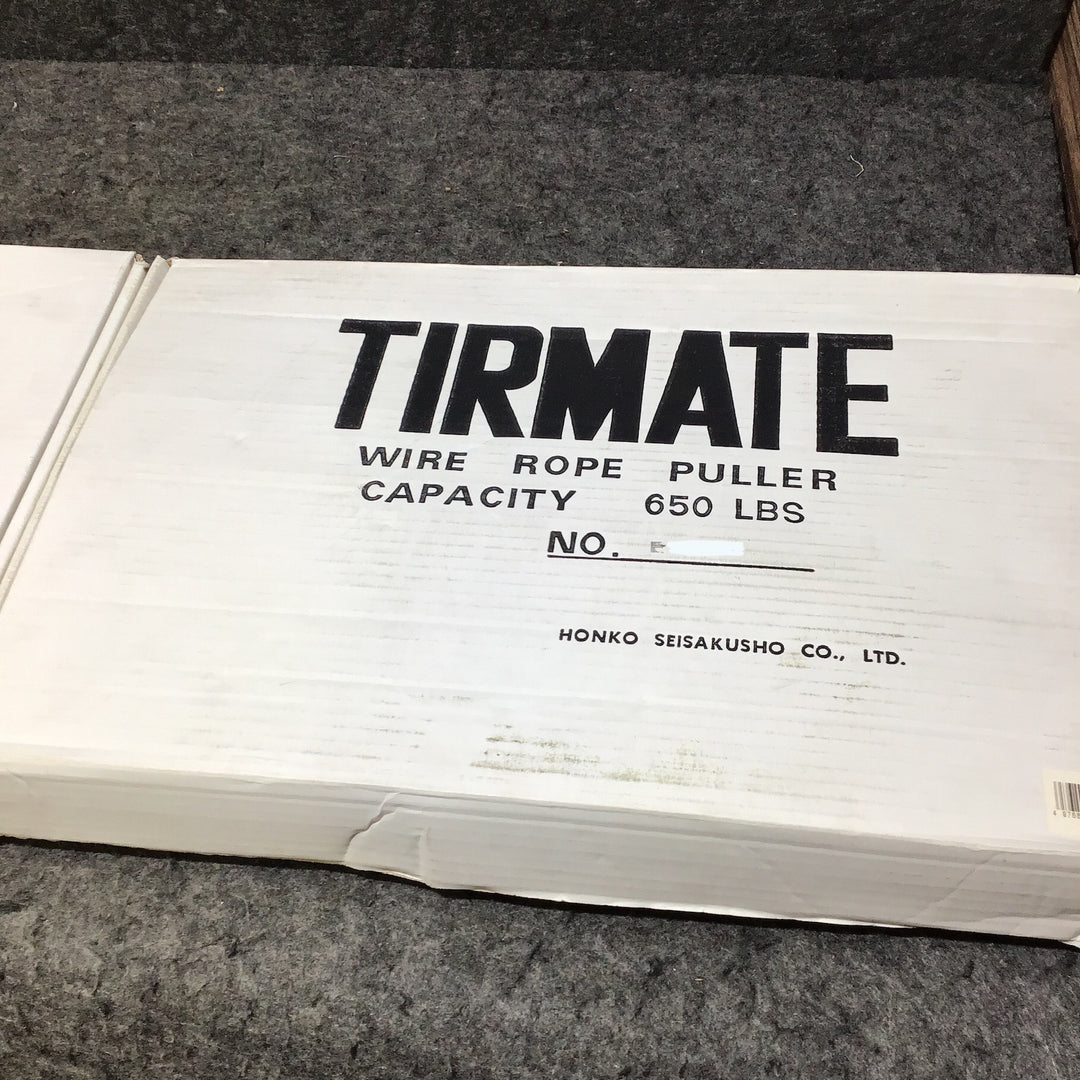 TIRMATE
WIRE ROPE PULLER
CAPACITY 650 LBS
NO.
HONKO SEISAKUSHO CO., LTD.